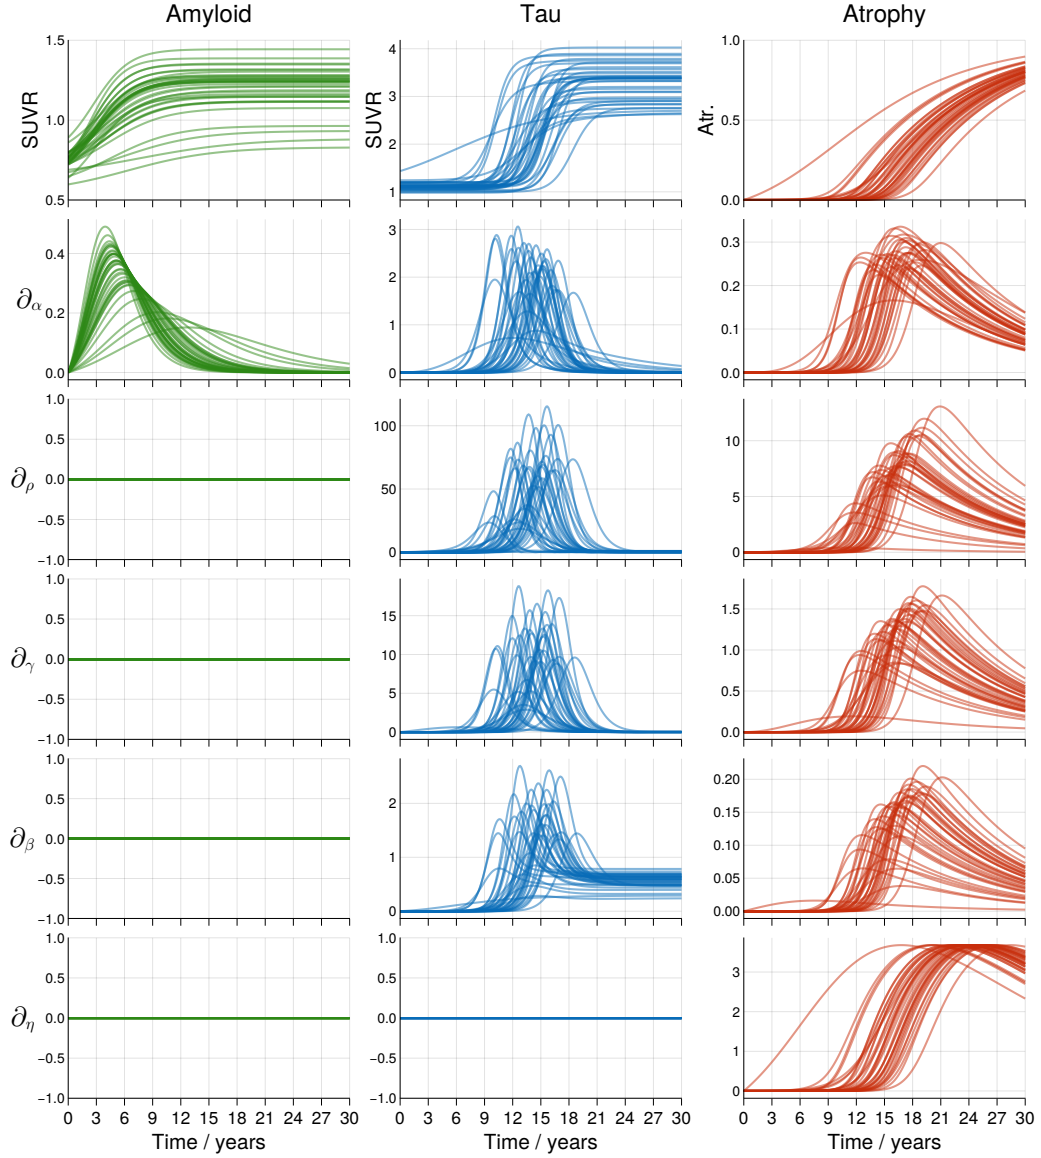 Amyloid Tau Atrophy
SUVR 1.5 1.0 0.5
SUVR 4 3 2 1
Atr. 1.0 0.5 0.0
∂α 0.4 0.2 0.0
3 2 1 0
0.3 0.2 0.1 0.0
∂ρ 1.0 0.5 0.0 −0.5 −1.0
100 50 0
10 5 0
∂γ 1.0 0.5 0.0 −0.5 −1.0
15 10 5 0
1.5 1.0 0.5 0.0
∂β 1.0 0.5 0.0 −0.5 −1.0
2 1 0
0.20 0.15 0.10 0.05 0.00
∂η 1.0 0.5 0.0 −0.5 −1.0
1.0 0.5 0.0 −0.5 −1.0
3 2 1 0
0 3 6 9 12 15 18 21 24 27 30
0 3 6 9 12 15 18 21 24 27 30
0 3 6 9 12 15 18 21 24 27 30
Time / years Time / years Time / years